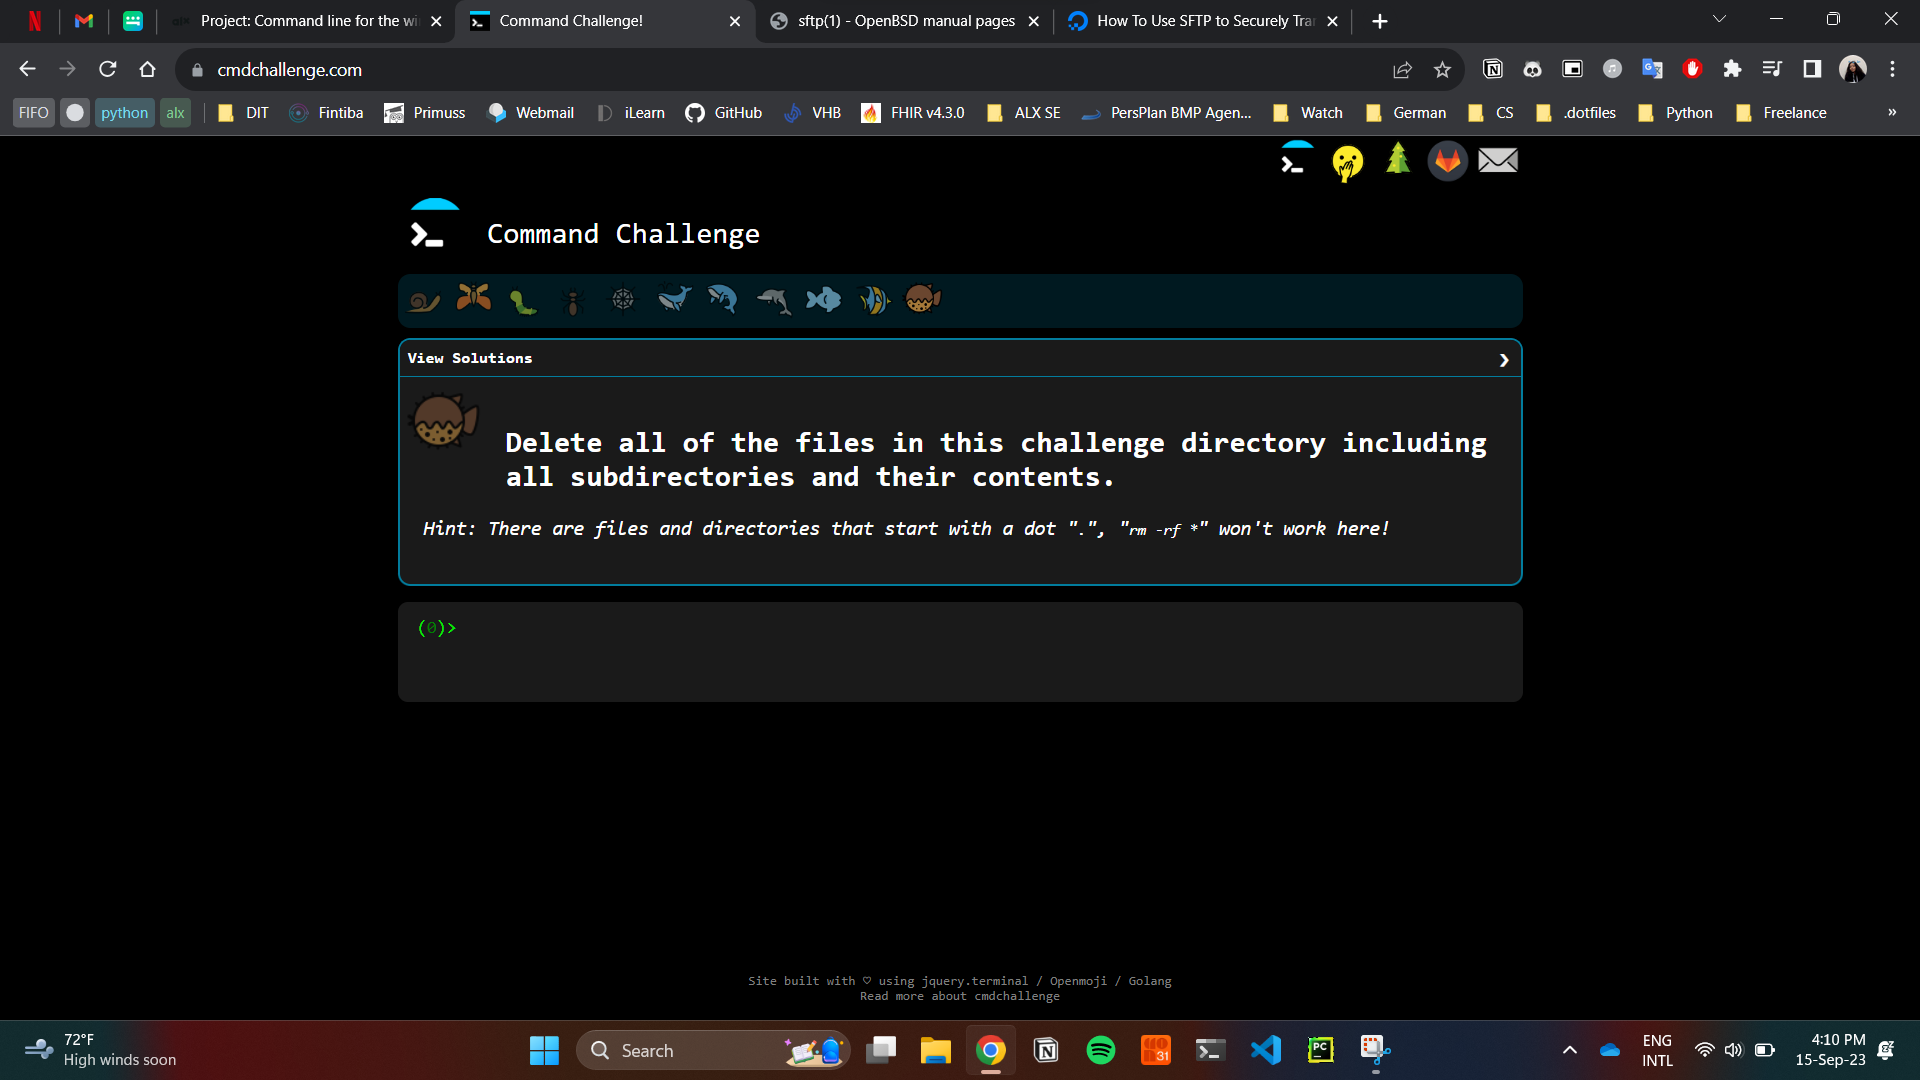 Project: Command line for the wi
Command Challenge!
sftp(1) - OpenBSD manual pages
How To Use SFTP to Securely Tra
cmdchallenge.com
FIFO
python
alx
DIT
Fintiba
Primuss
Webmail
iLearn
GitHub
VHB
FHIR v4.3.0
ALX SE
PersPlan BMP Agen...
Watch
German
CS
.dotfiles
Python
Freelance
»
Command Challenge
View Solutions
Delete all of the files in this challenge directory including
all subdirectories and their contents.
Hint: There are files and directories that start with a dot ".", "rm -rf *" won't work here!
(0)>
Site built with ♡ using jquery.terminal / Openmoji / Golang
Read more about cmdchallenge
72°F
High winds soon
Search
31
PC
ENG
INTL
4:10 PM
15-Sep-23